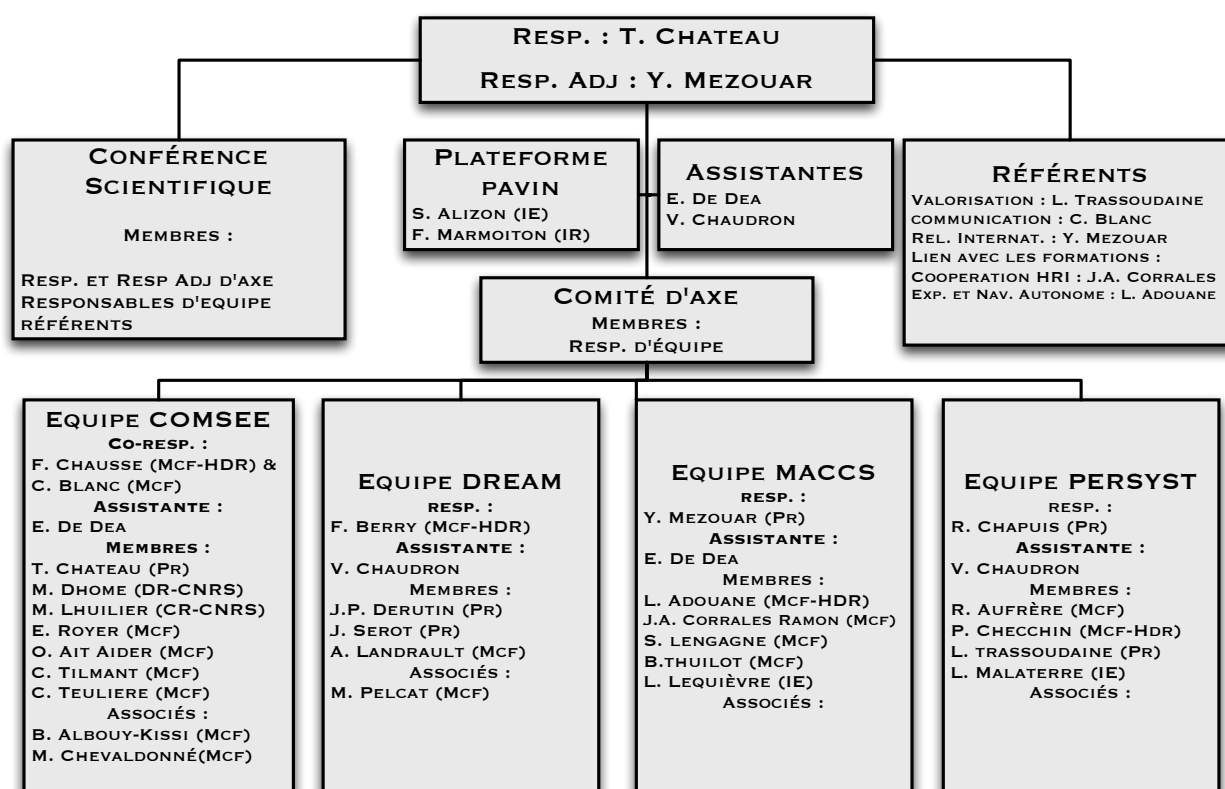 Resp. : T. Chateau
Resp. Adj : Y. Mezouar
Conférence
Scientifique
Membres :
Resp. et Resp Adj d'axe
Responsables d'equipe
référents
Plateforme
pavin
S. Alizon (IE)
F. Marmoiton (IR)
Assistantes
E. De Dea
V. Chaudron
Référents
Valorisation : L. Trassoudaine
communication : C. Blanc
Rel. Internat. : Y. Mezouar
Lien avec les formations :
Cooperation HRI : J.A. Corrales
Exp. et Nav. Autonome : L. Adouane
Comité d'axe
Membres :
Resp. d'équipe
Equipe COMSEE
Co-resp. :
F. Chausse (Mcf-HDR) &
C. Blanc (Mcf)
Assistante :
E. De Dea
Membres :
T. Chateau (Pr)
M. Dhome (DR-CNRS)
M. Lhuilier (CR-CNRS)
E. Royer (Mcf)
O. Ait Aider (Mcf)
C. Tilmant (Mcf)
C. Teuliere (Mcf)
Associés :
B. Albouy-Kissi (Mcf)
M. Chevaldonné(Mcf)
Equipe DREAM
resp. :
F. Berry (Mcf-HDR)
Assistante :
V. Chaudron
Membres :
J.P. Derutin (Pr)
J. Serot (Pr)
A. Landrault (Mcf)
Associés :
M. Pelcat (Mcf)
Equipe MACCS
resp. :
Y. Mezouar (Pr)
Assistante :
E. De Dea
Membres :
L. Adouane (Mcf-HDR)
J.A. Corrales Ramon (Mcf)
S. lengagne (Mcf)
B.thuilot (Mcf)
L. Lequièvre (IE)
Associés :
Equipe PERSYST
resp. :
R. Chapuis (Pr)
Assistante :
V. Chaudron
Membres :
R. Aufrère (Mcf)
P. Checchin (Mcf-Hdr)
L. trassoudaine (Pr)
L. Malaterre (IE)
Associés :